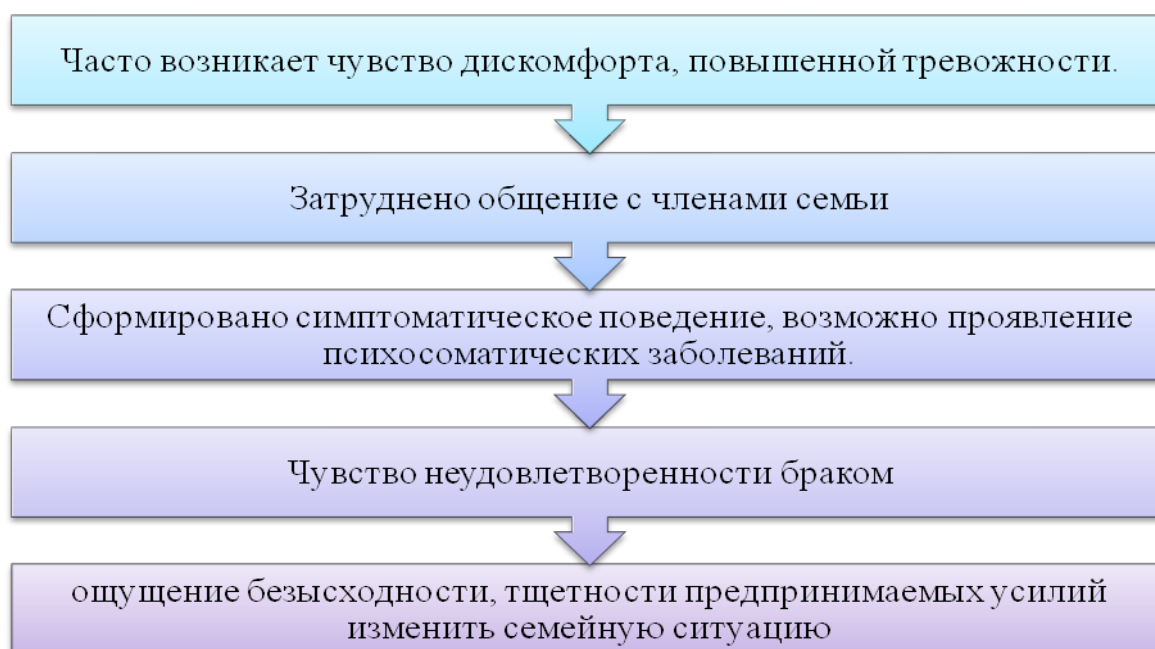 Часто возникает чувство дискомфорта, повышенной тревожности.
Затруднено общение с членами семьи
Сформировано симптоматическое поведение, возможно проявление
психосоматических заболеваний.
Чувство неудовлетворенности браком
ощущение безысходности, тщетности предпринимаемых усилий
изменить семейную ситуацию